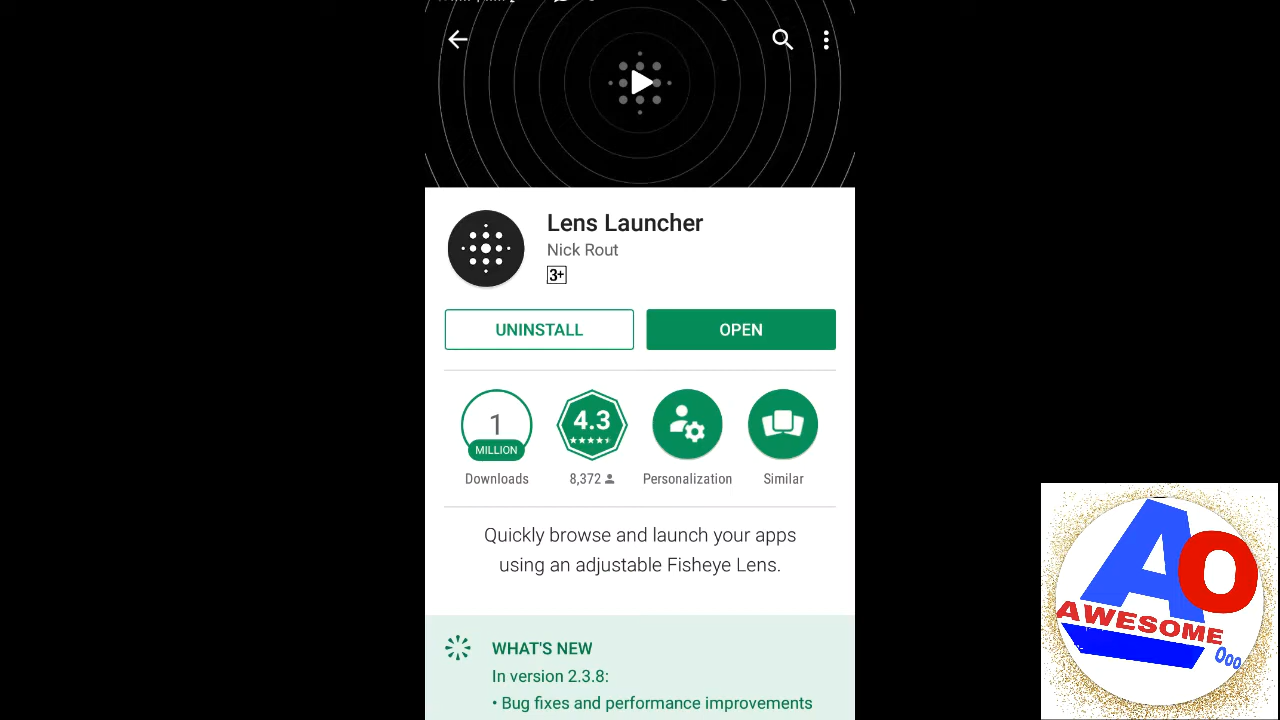 Lens Launcher
Nick Rout
3+
UNINSTALL
OPEN
1
MILLION
4.3
Downloads
8,372
Personalization
Similar
Quickly browse and launch your apps
using an adjustable Fisheye Lens.
WHAT'S NEW
In version 2.3.8:
• Bug fixes and performance improvements
AO
AWESOME
Ooo